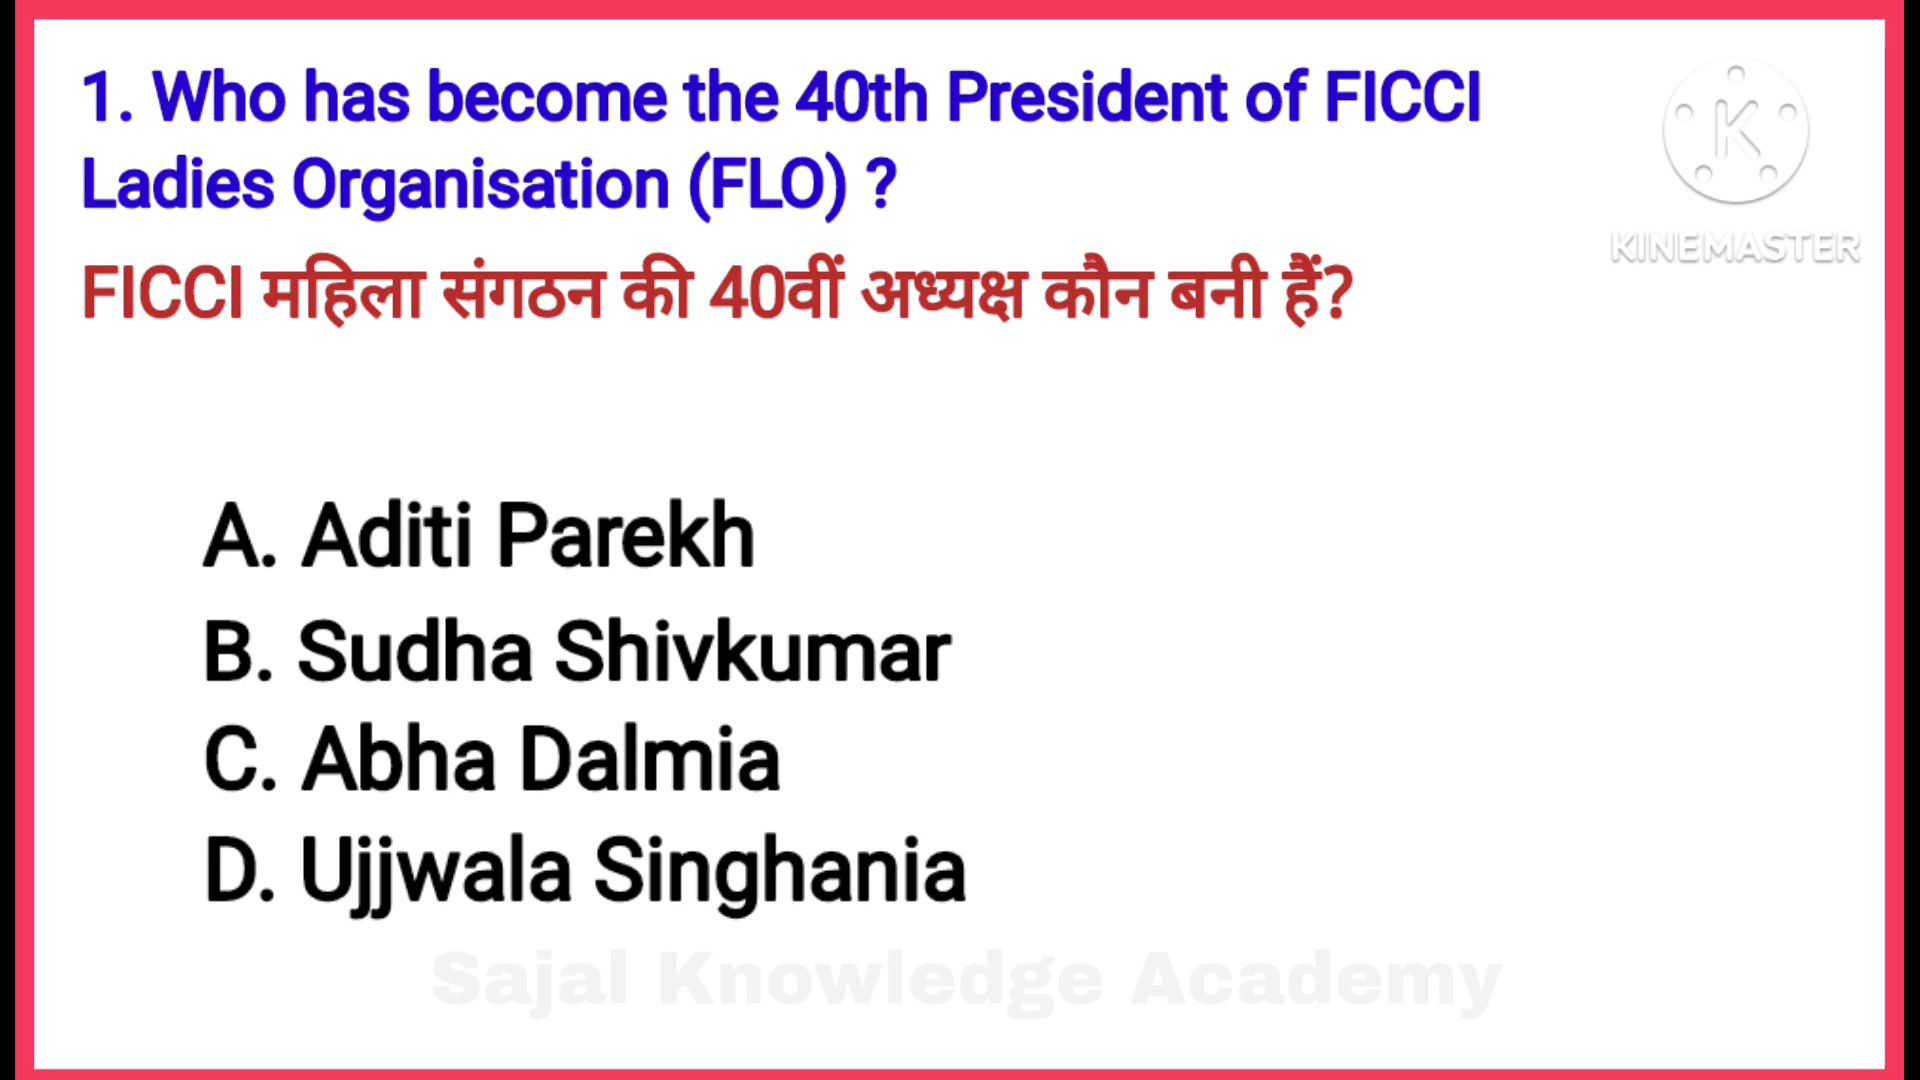 1. Who has become the 40th President of FICCI
Ladies Organisation (FLO) ?
FICCI महिला संगठन की 40वीं अध्यक्ष कौन बनी हैं?
K
KINEMASTER
A. Aditi Parekh
B. Sudha Shivkumar
C. Abha Dalmia
D. Ujjwala Singhania
Sajal Knowledge Academy